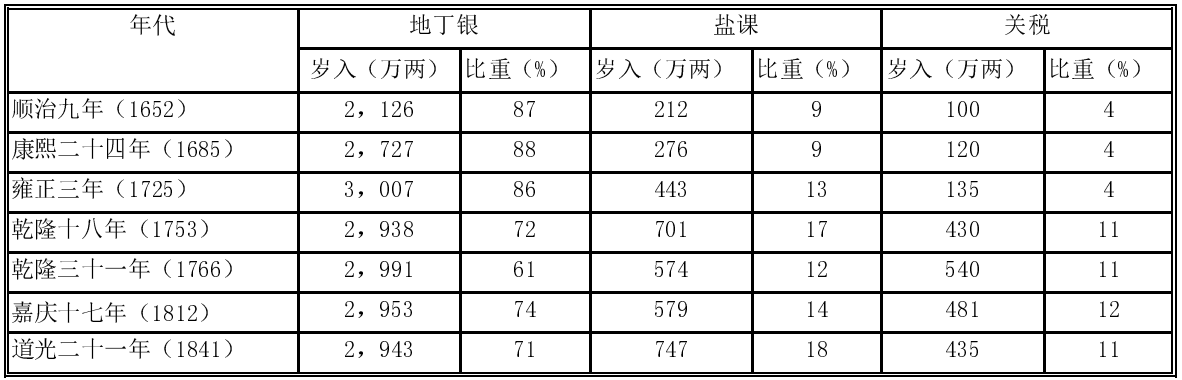 年代 地丁银 盐课 关税
岁入（万两） 比重（%） 岁入（万两） 比重（%） 岁入（万两） 比重（%）
顺治九年（1652） 2，126 87 212 9 100 4
康熙二十四年（1685） 2，727 88 276 9 120 4
雍正三年（1725） 3，007 86 443 13 135 4
乾隆十八年（1753） 2，938 72 701 17 430 11
乾隆三十一年（1766） 2，991 61 574 12 540 11
嘉庆十七年（1812） 2，953 74 579 14 481 12
道光二十一年（1841） 2，943 71 747 18 435 11